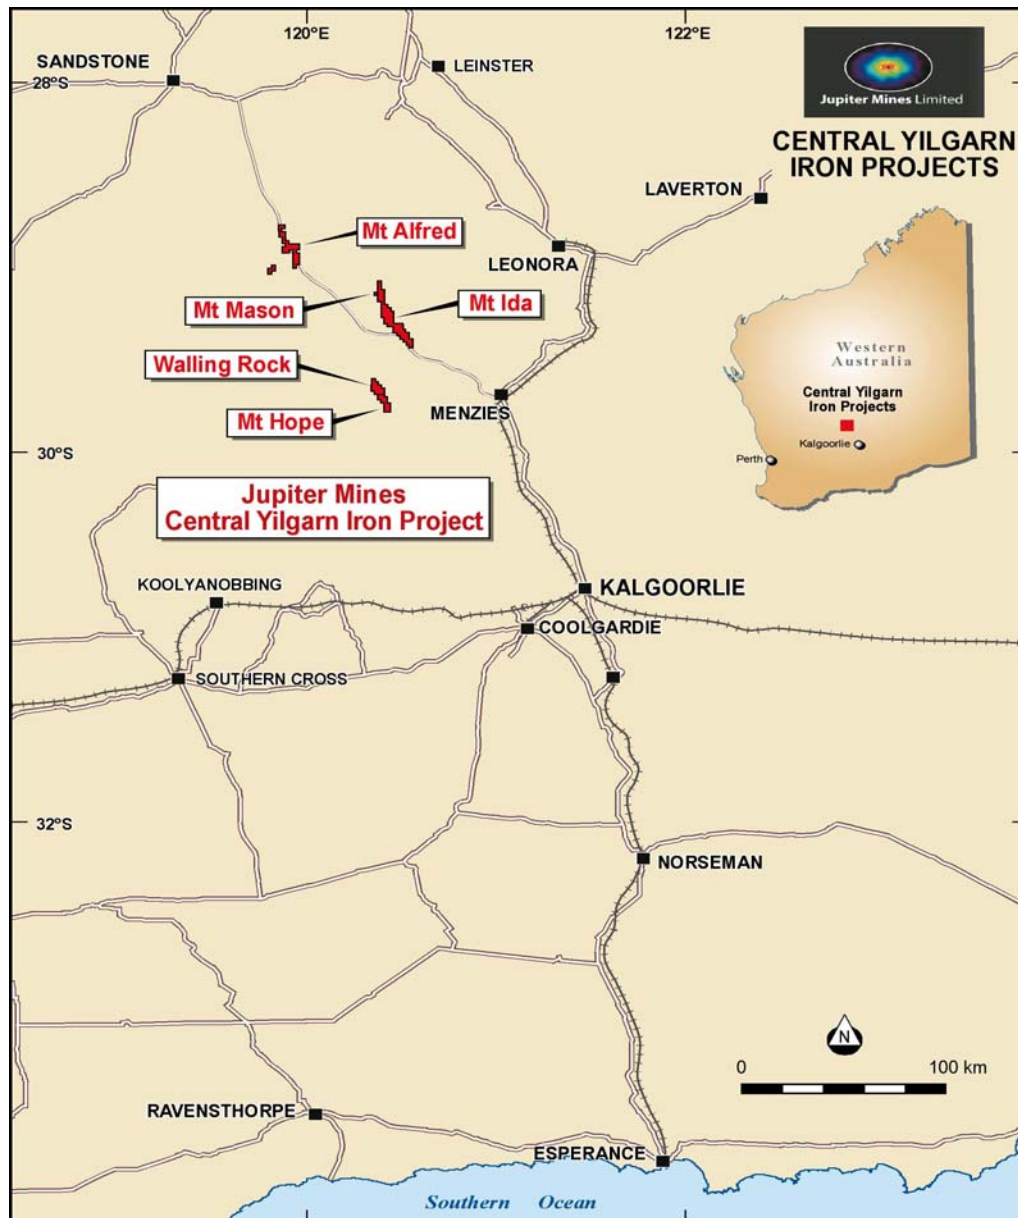 120°E
122°E
SANDSTONE
LEINSTER
28°S
Jupiter Mines Limited
CENTRAL YILGARN
IRON PROJECTS
LAVERTON
Mt Alfred
LEONORA
Mt Mason
Mt Ida
Western
Australia
Walling Rock
Central Yilgarn
Iron Projects
Mt Hope
MENZIES
Kalgoorlie
Perth
30°S
Jupiter Mines
Central Yilgarn Iron Project
KOOLYANOBBING
KALGOORLIE
COOLGARDIE
SOUTHERN CROSS
32°S
NORSEMAN
N
0
100 km
RAVENSTHORPE
ESPERANCE
Southern Ocean